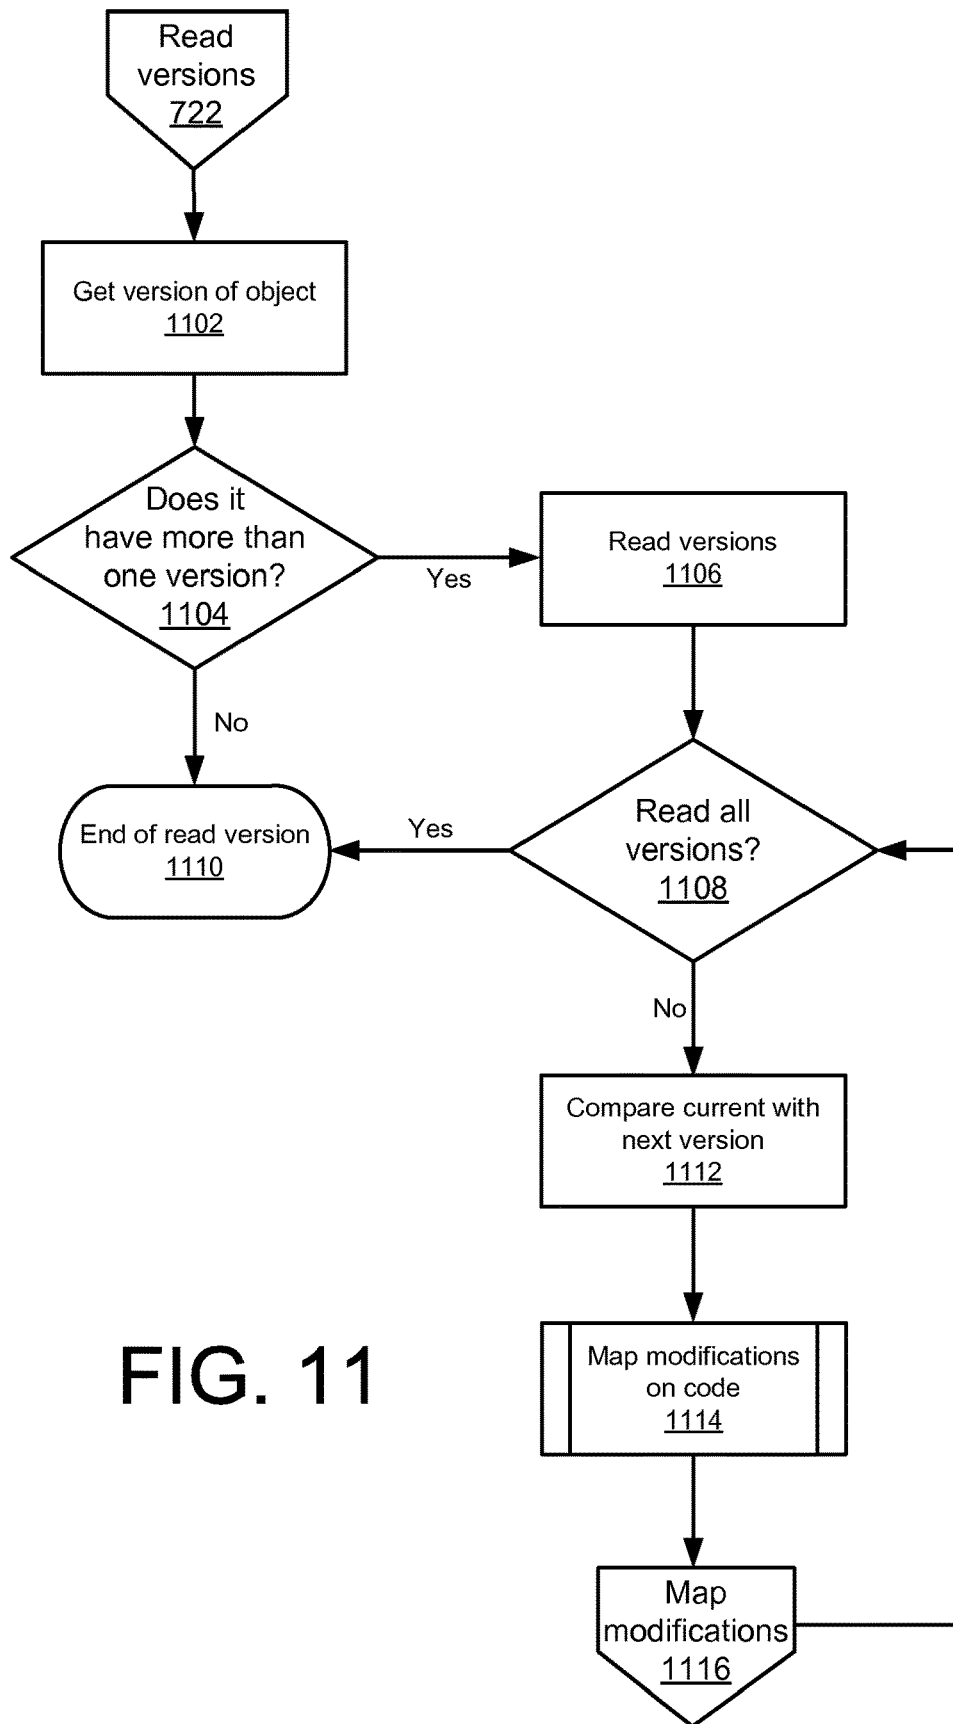 Read
versions
722
Get version of object
1102
Does it
have more than
one version?
1104
Yes
Read versions
1106
No
End of read version
1110
Yes
Read all
versions?
1108
No
Compare current with
next version
1112
Map modifications
on code
1114
FIG. 11
Map
modifications
1116